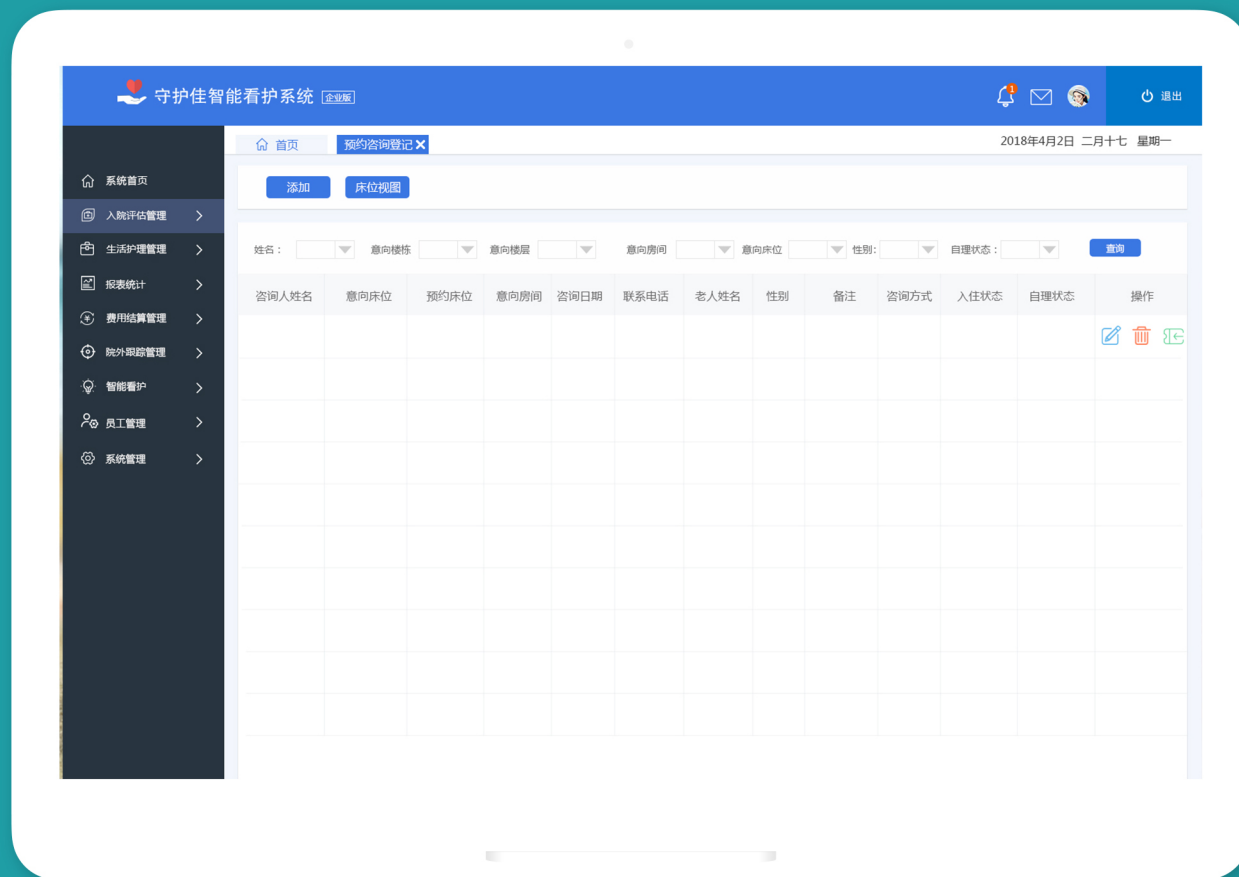 守护佳智能看护系统 企业版
1
退出
首页 预约咨询登记
2018年4月2日 二月十七 星期一
系统首页
入院评估管理
生活护理管理
报表统计
费用结算管理
院外跟踪管理
智能看护
员工管理
系统管理
添加 床位视图
姓名： 意向楼栋 意向楼层 意向房间 意向床位 性别: 自理状态： 查询
咨询人姓名 意向床位 预约床位 意向房间 咨询日期 联系电话 老人姓名 性别 备注 咨询方式 入住状态 自理状态 操作